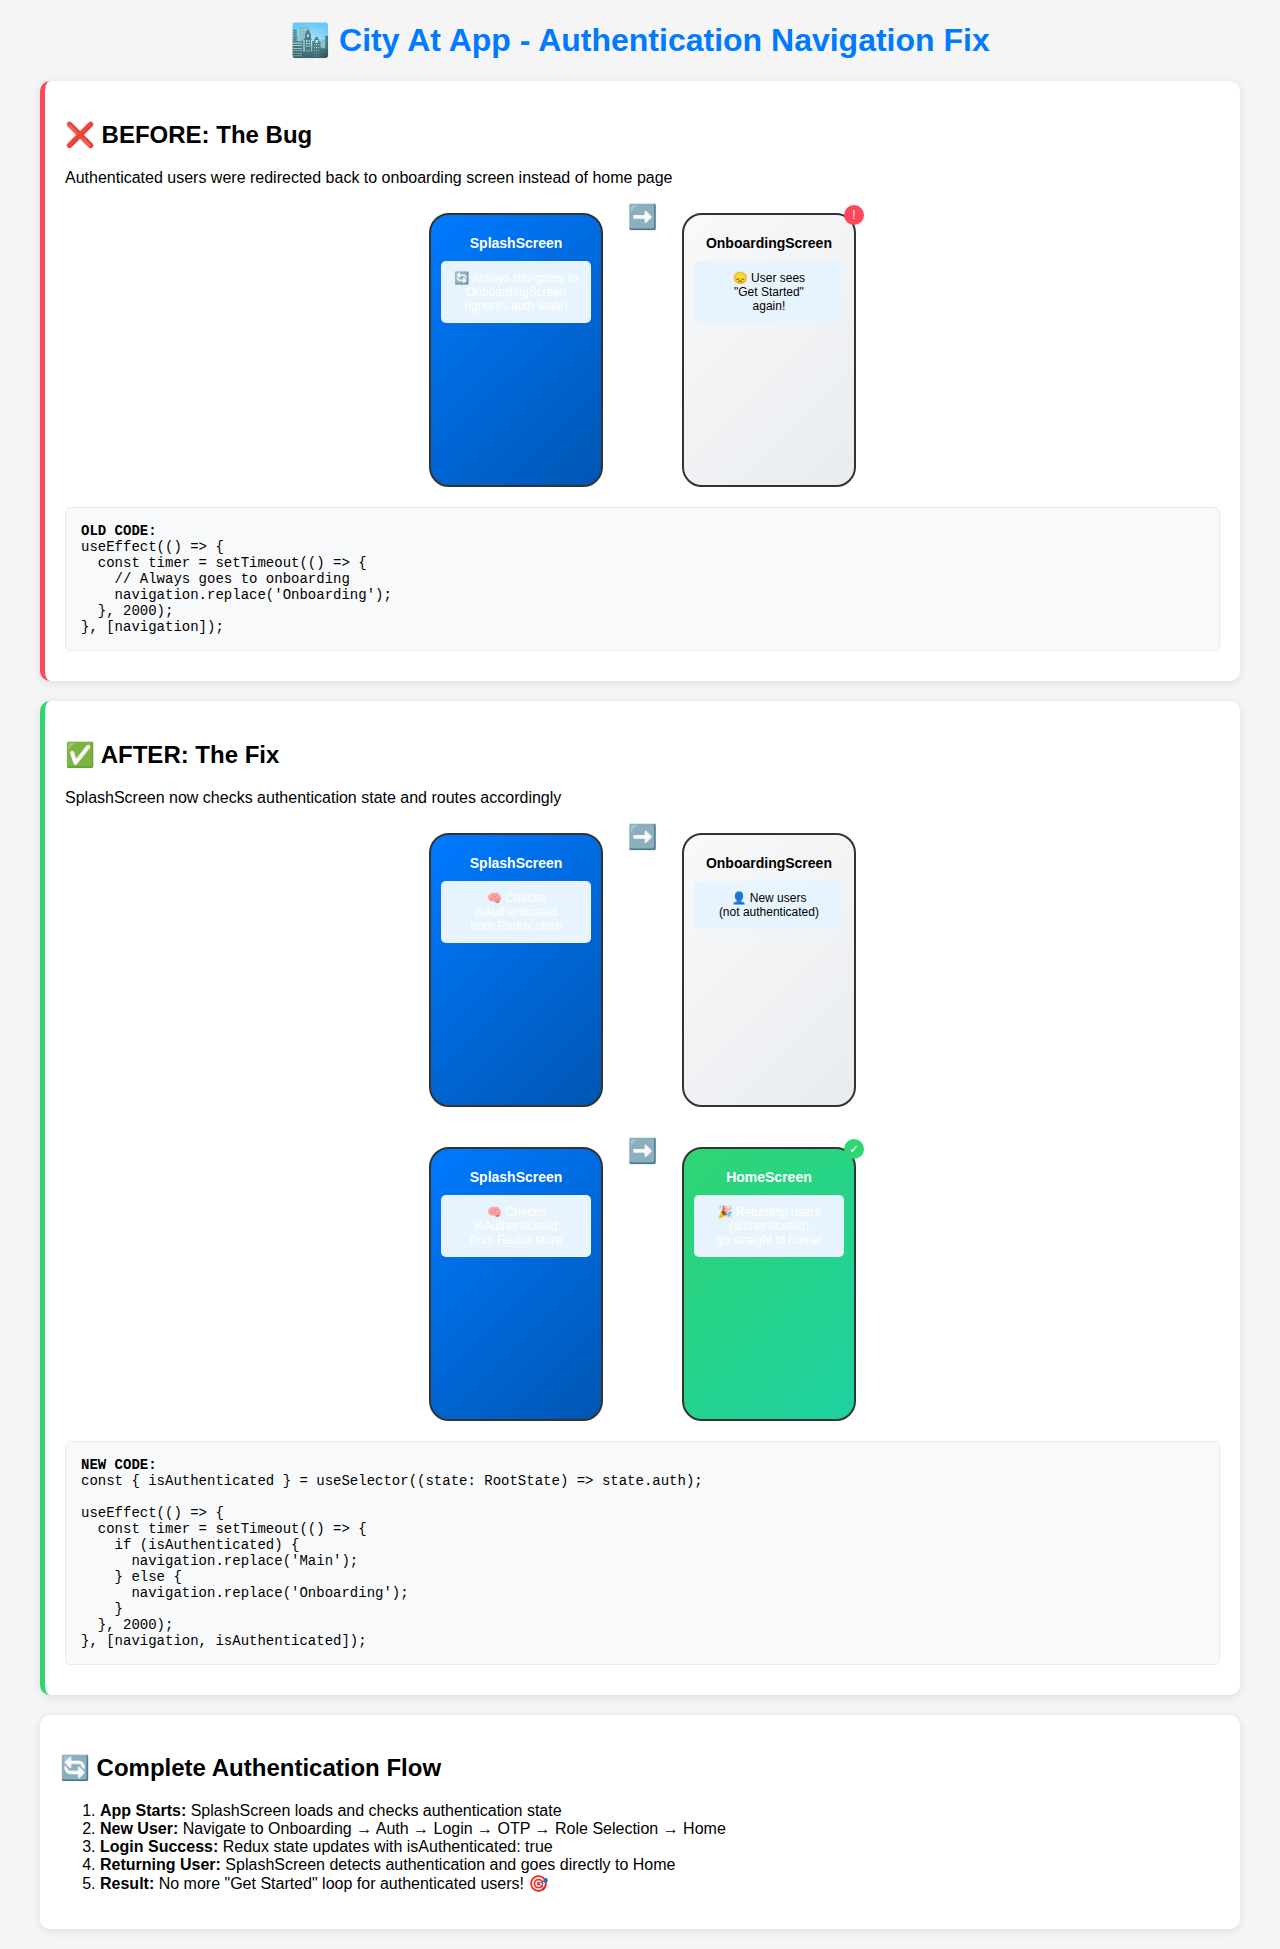 🏙️ City At App - Authentication Navigation Fix
❌ BEFORE: The Bug
Authenticated users were redirected back to onboarding screen instead of home page
SplashScreen
🔄 Always navigates to
OnboardingScreen
(ignores auth state)
➡️
OnboardingScreen
!
😞 User sees
"Get Started"
again!
OLD CODE:
useEffect(() => {
  const timer = setTimeout(() => {
    // Always goes to onboarding
    navigation.replace('Onboarding');
  }, 2000);
}, [navigation]);
✅ AFTER: The Fix
SplashScreen now checks authentication state and routes accordingly
SplashScreen
🧠 Checks
isAuthenticated
from Redux store
➡️
OnboardingScreen
👤 New users
(not authenticated)
SplashScreen
🧠 Checks
isAuthenticated
from Redux store
➡️
HomeScreen
✓
🎉 Returning users
(authenticated)
go straight to home!
NEW CODE:
const { isAuthenticated } = useSelector((state: RootState) => state.auth);
useEffect(() => {
  const timer = setTimeout(() => {
    if (isAuthenticated) {
      navigation.replace('Main');
    } else {
      navigation.replace('Onboarding');
    }
  }, 2000);
}, [navigation, isAuthenticated]);
🔄 Complete Authentication Flow
1. App Starts: SplashScreen loads and checks authentication state
2. New User: Navigate to Onboarding → Auth → Login → OTP → Role Selection → Home
3. Login Success: Redux state updates with isAuthenticated: true
4. Returning User: SplashScreen detects authentication and goes directly to Home
5. Result: No more "Get Started" loop for authenticated users! 🎯